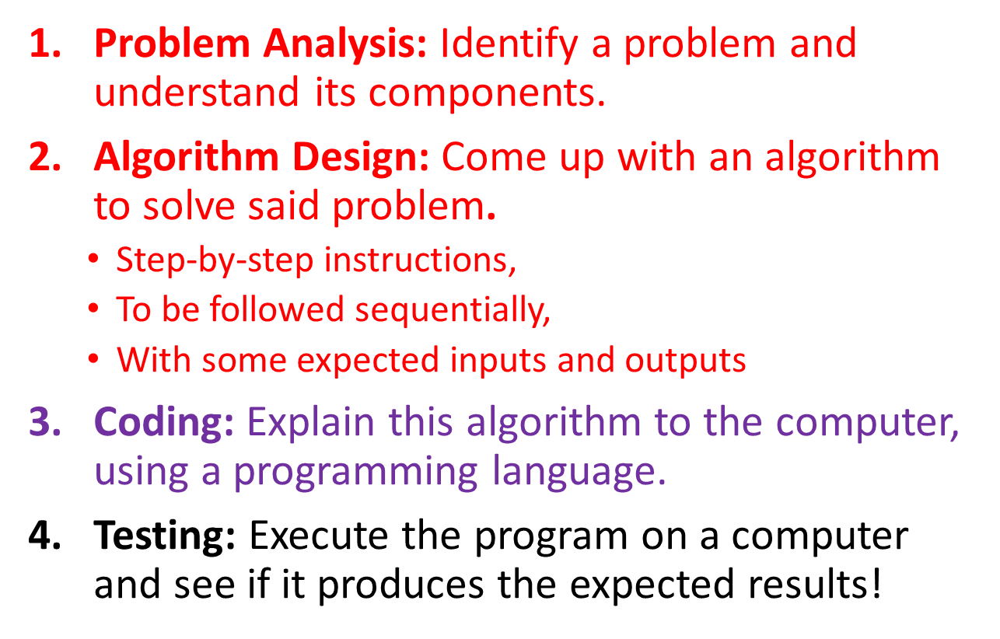 1. Problem Analysis: Identify a problem and
understand its components.
2. Algorithm Design: Come up with an algorithm
to solve said problem.
• Step-by-step instructions,
• To be followed sequentially,
• With some expected inputs and outputs
3. Coding: Explain this algorithm to the computer,
using a programming language.
4. Testing: Execute the program on a computer
and see if it produces the expected results!